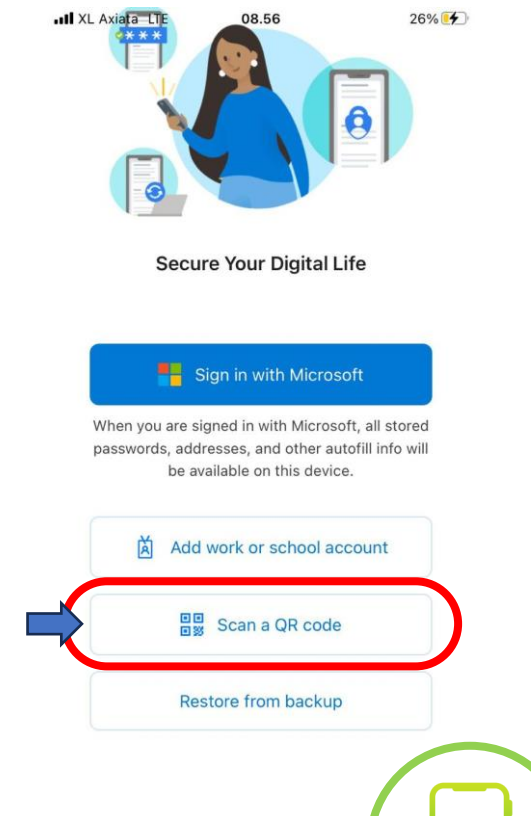 XL Axiata LTE 08.56 26%
***
Secure Your Digital Life
Sign in with Microsoft
When you are signed in with Microsoft, all stored
passwords, addresses, and other autofill info will
be available on this device.
Add work or school account
Scan a QR code
Restore from backup